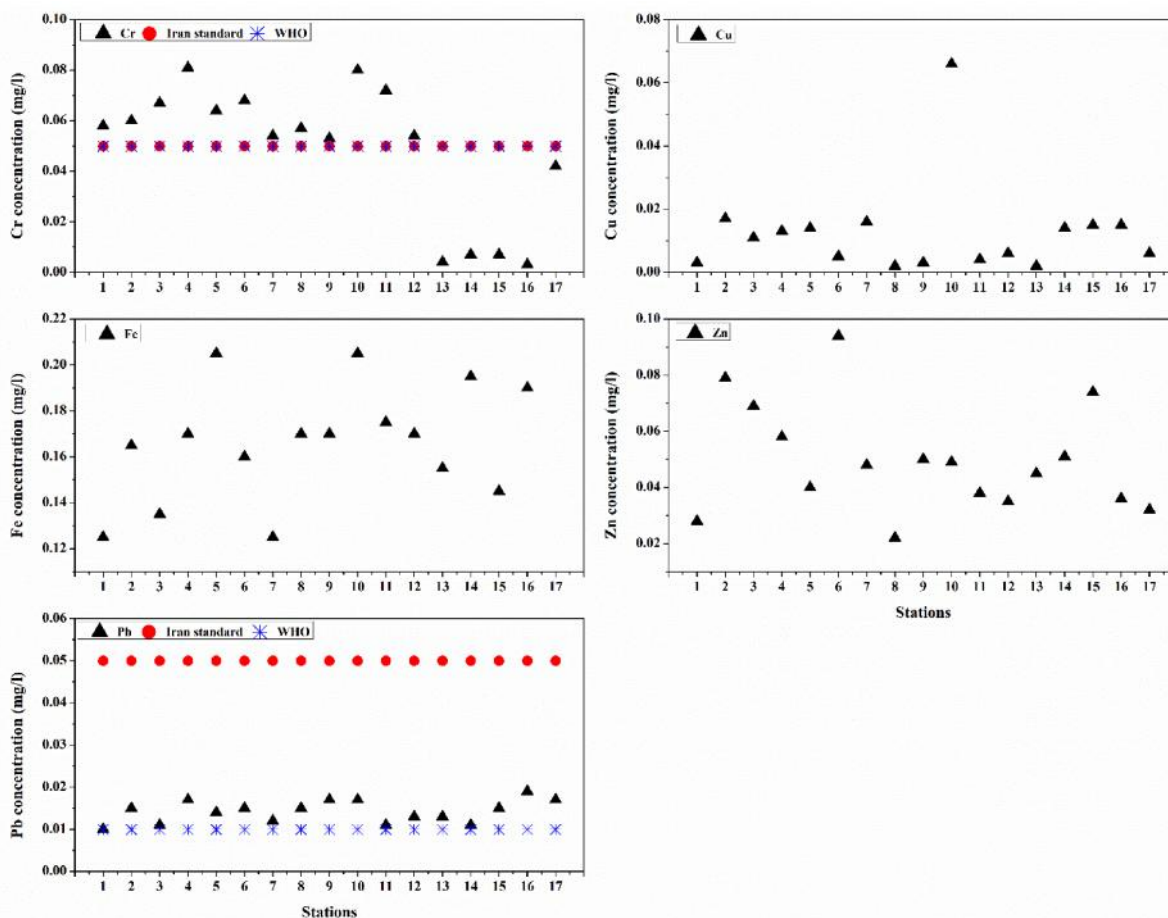 Cr Iran standard WHO
Cr concentration (mg/l)
0.10
0.08
0.06
0.04
0.02
0.00
1 2 3 4 5 6 7 8 9 10 11 12 13 14 15 16 17
Cu
Cu concentration (mg/l)
0.08
0.06
0.04
0.02
0.00
1 2 3 4 5 6 7 8 9 10 11 12 13 14 15 16 17
Fe
Fe concentration (mg/l)
0.22
0.20
0.18
0.16
0.14
0.12
1 2 3 4 5 6 7 8 9 10 11 12 13 14 15 16 17
Zn
Zn concentration (mg/l)
0.10
0.08
0.06
0.04
0.02
1 2 3 4 5 6 7 8 9 10 11 12 13 14 15 16 17
Stations
Pb Iran standard WHO
Pb concentration (mg/l)
0.06
0.05
0.04
0.03
0.02
0.01
0.00
1 2 3 4 5 6 7 8 9 10 11 12 13 14 15 16 17
Stations